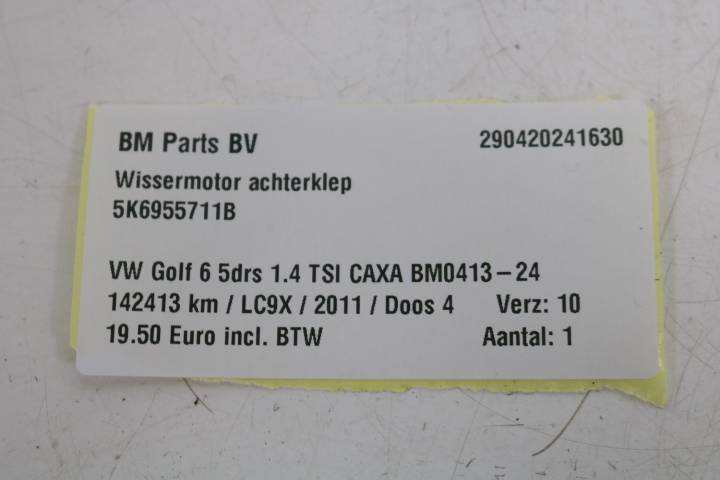 BM Parts BV 290420241630
Wissermotor achterklep
5K6955711B
VW Golf 6 5drs 1.4 TSI CAXA BM0413-24
142413 km / LC9X / 2011 / Doos 4 Verz: 10
19.50 Euro incl. BTW Aantal: 1